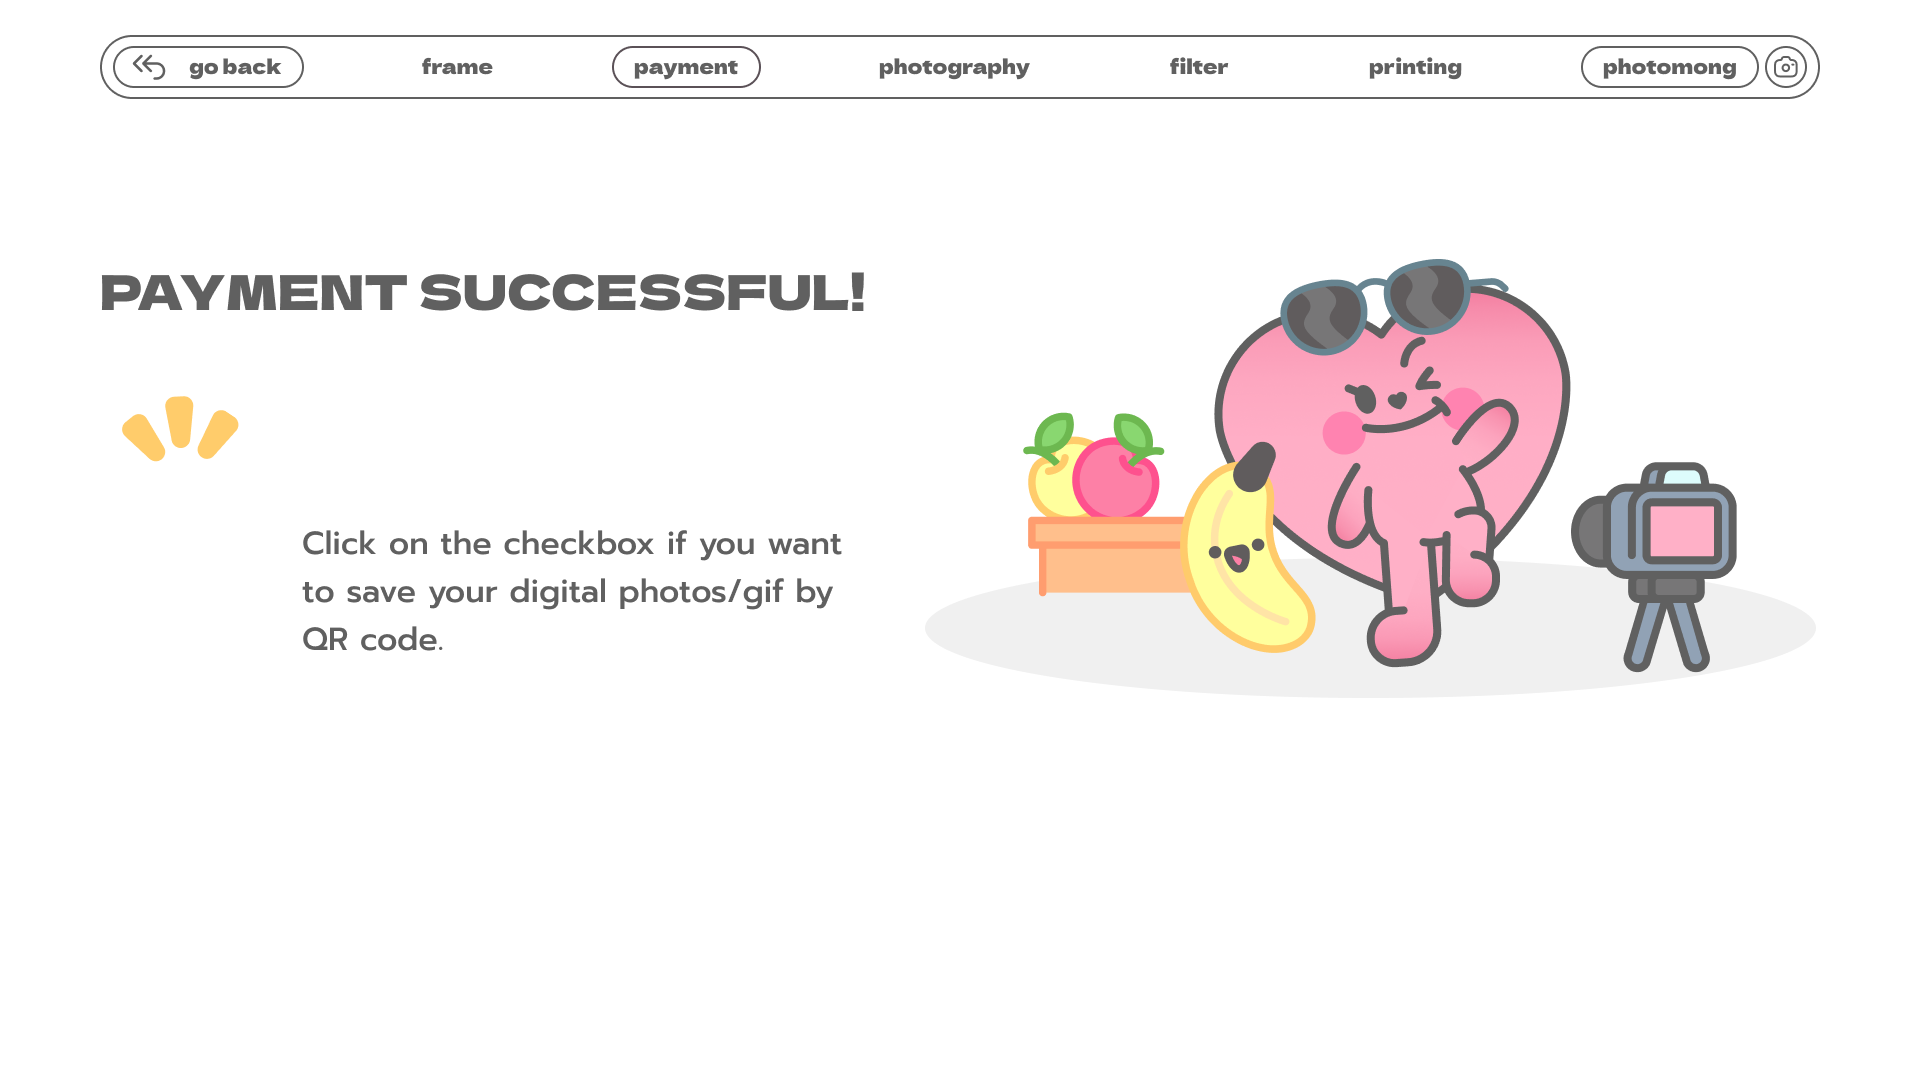 go back
frame
payment
photography
filter
printing
photomong
PAYMENT SUCCESSFUL!
Click on the checkbox if you want
to save your digital photos/gif by
QR code.